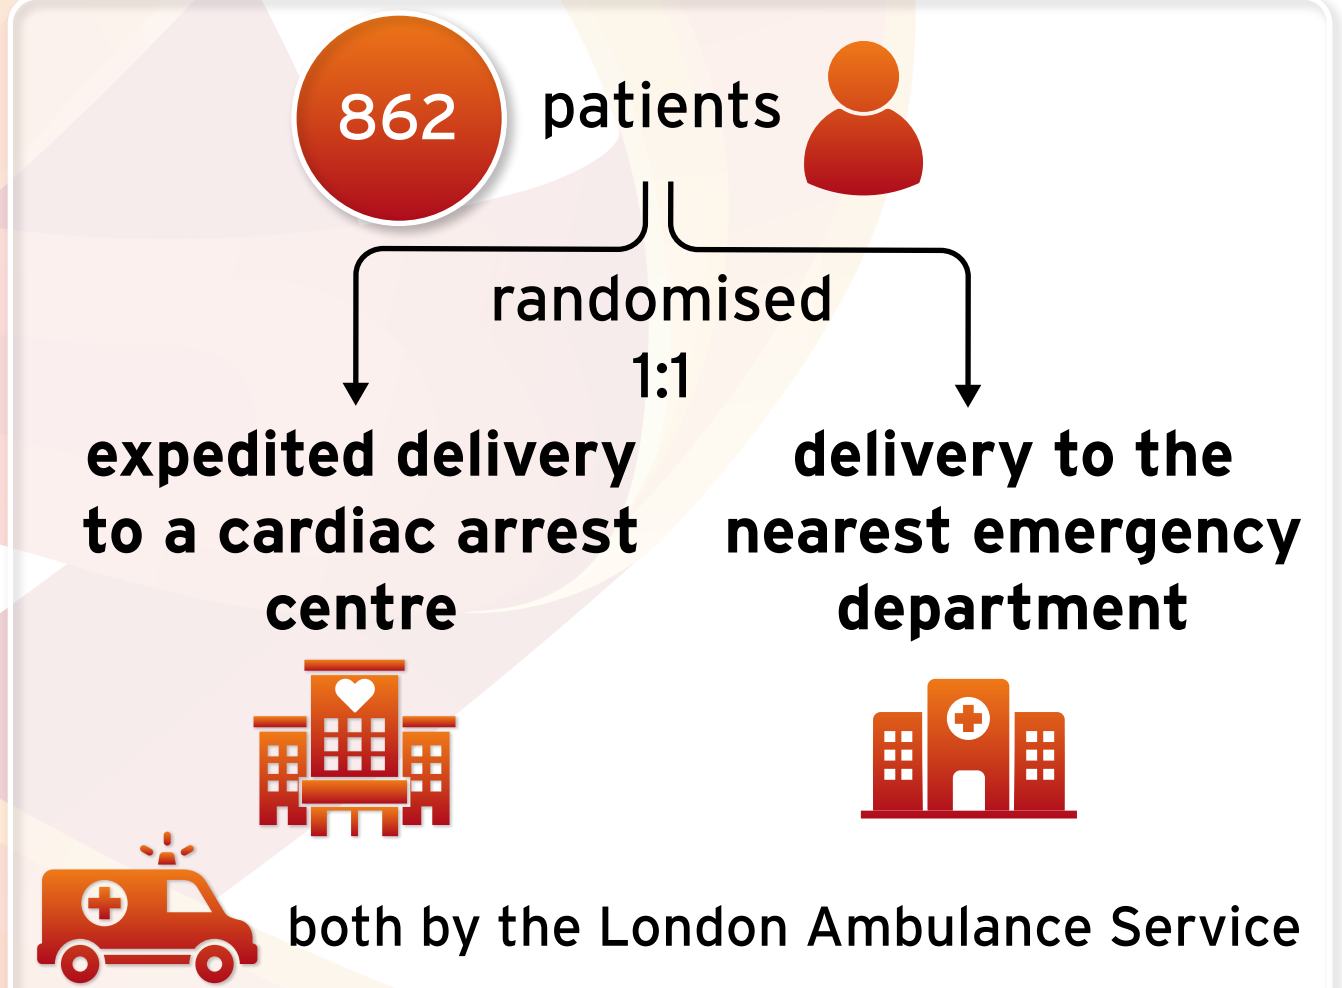 862 patients
randomised
1:1
expedited delivery
to a cardiac arrest
centre
delivery to the
nearest emergency
department
both by the London Ambulance Service